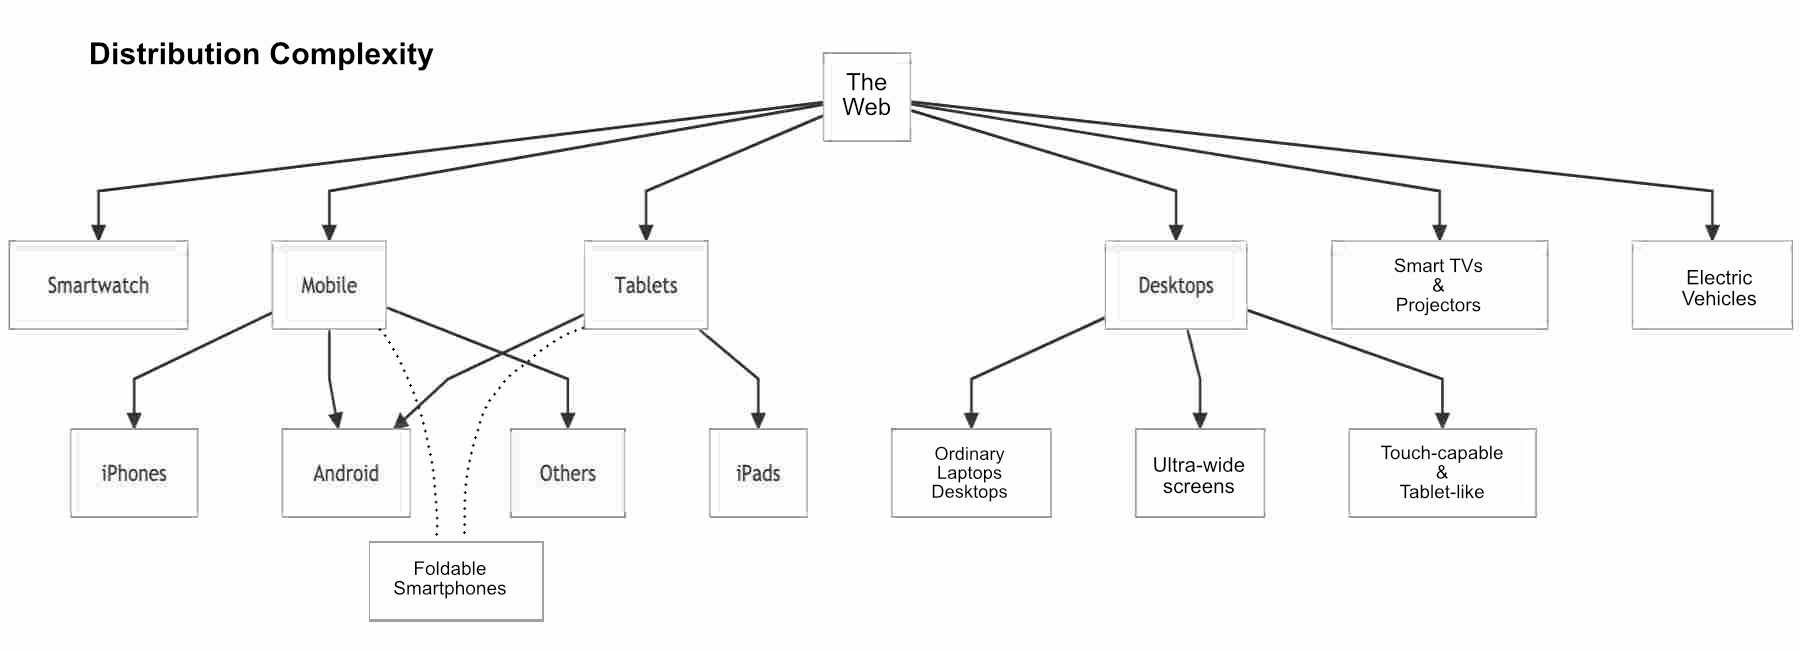 Distribution Complexity
The
Web
Smartwatch
Mobile
Tablets
Desktops
Smart TVs
&
Projectors
Electric
Vehicles
iPhones
Android
Others
iPads
Ordinary
Laptops
Desktops
Ultra-wide
screens
Touch-capable
&
Tablet-like
Foldable
Smartphones